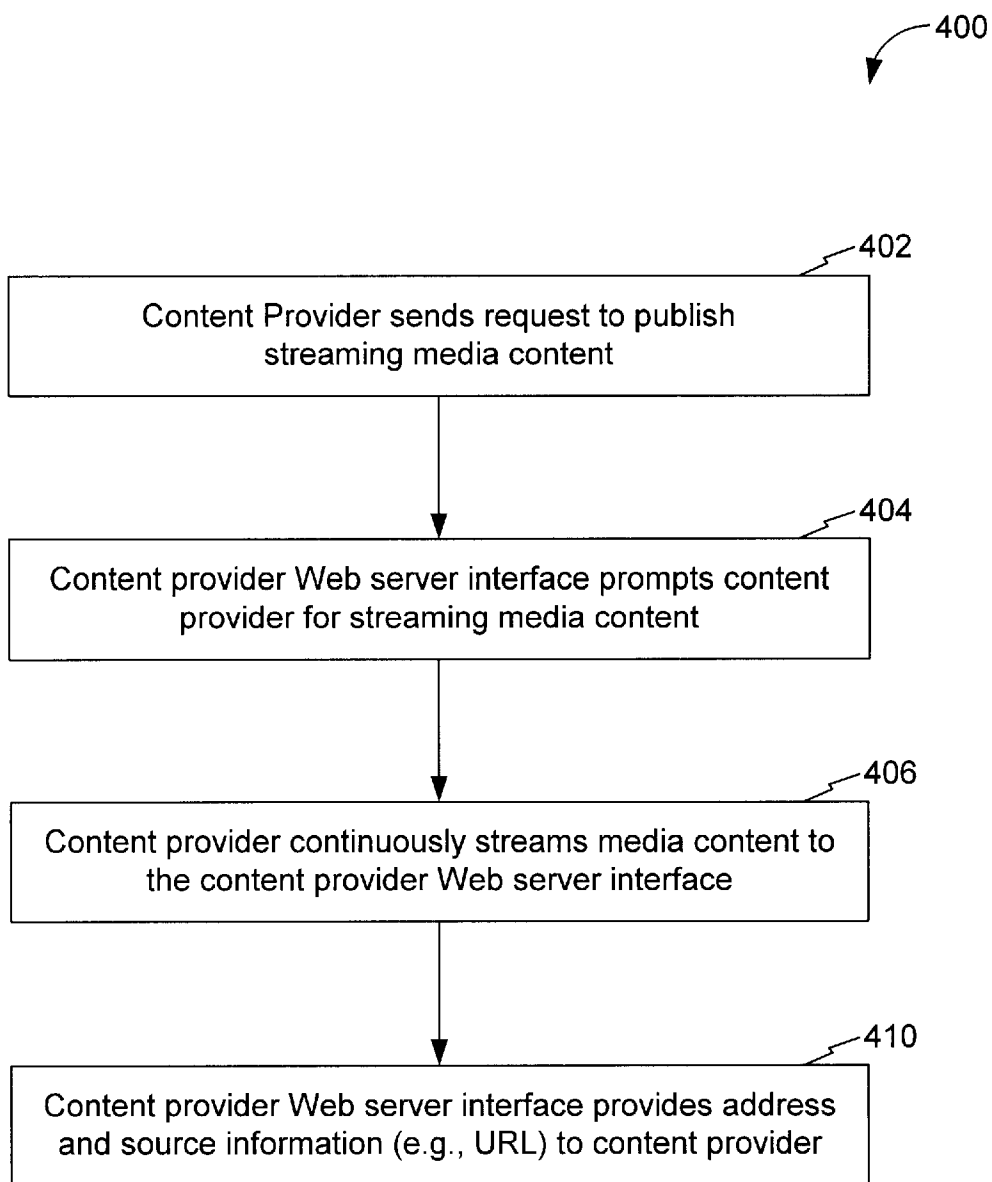 400
402
Content Provider sends request to publish
streaming media content
404
Content provider Web server interface prompts content
provider for streaming media content
406
Content provider continuously streams media content to
the content provider Web server interface
410
Content provider Web server interface provides address
and source information (e.g., URL) to content provider